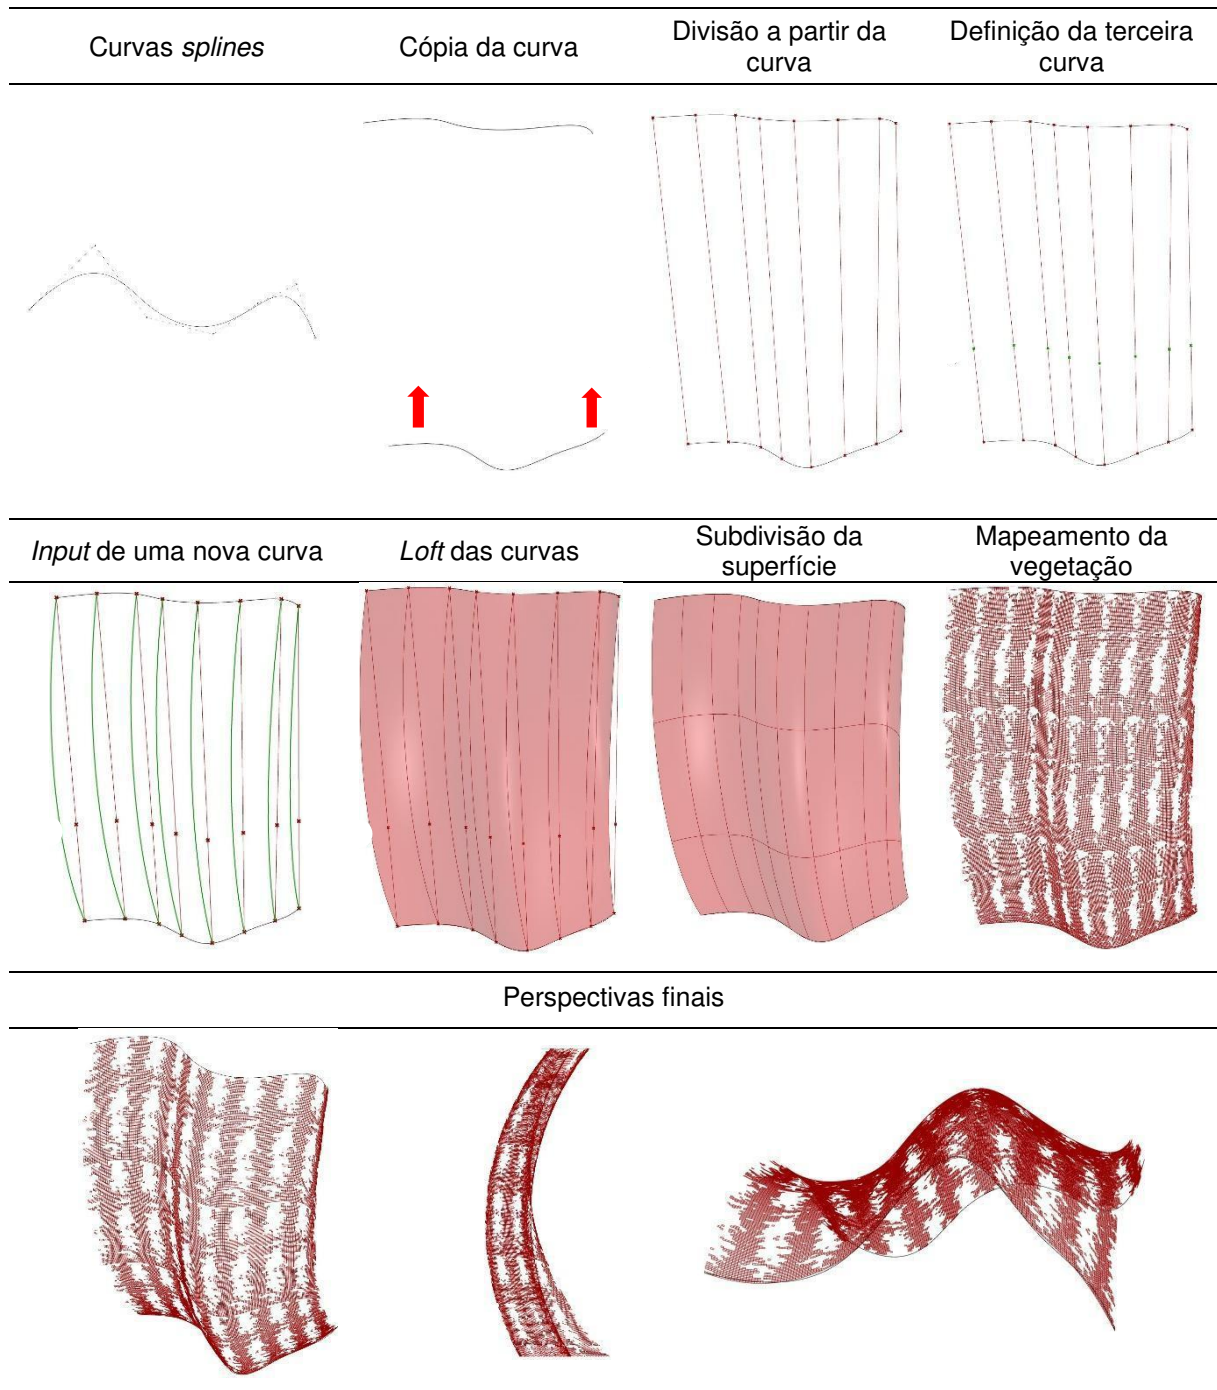 Curvas splines
Cópia da curva
Divisão a partir da
curva
Definição da terceira
curva
Input de uma nova curva
Loft das curvas
Subdivisão da
superfície
Mapeamento da
vegetação
Perspectivas finais